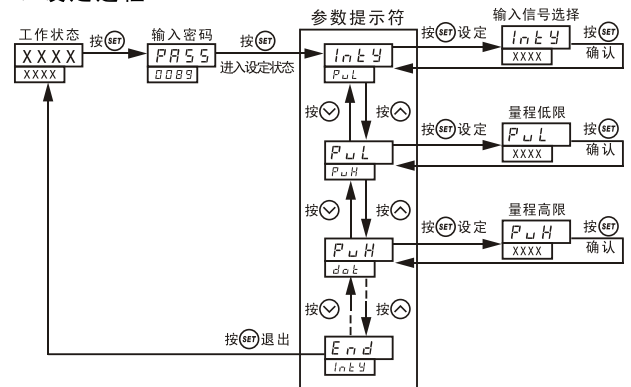 参数提示符
工作状态
XXXX
XXXX
按SET
输入密码
PASS
0089
按SET
进入设定状态
IntY
PuL
按SET设定
输入信号选择
IntY
XXXX
按SET
确认
按
按
PuL
PuH
按SET设定
量程低限
PuL
XXXX
按SET
确认
按
按
PuH
dot
按SET设定
量程高限
PuH
XXXX
按SET
确认
按
按
End
IntY
按SET退出